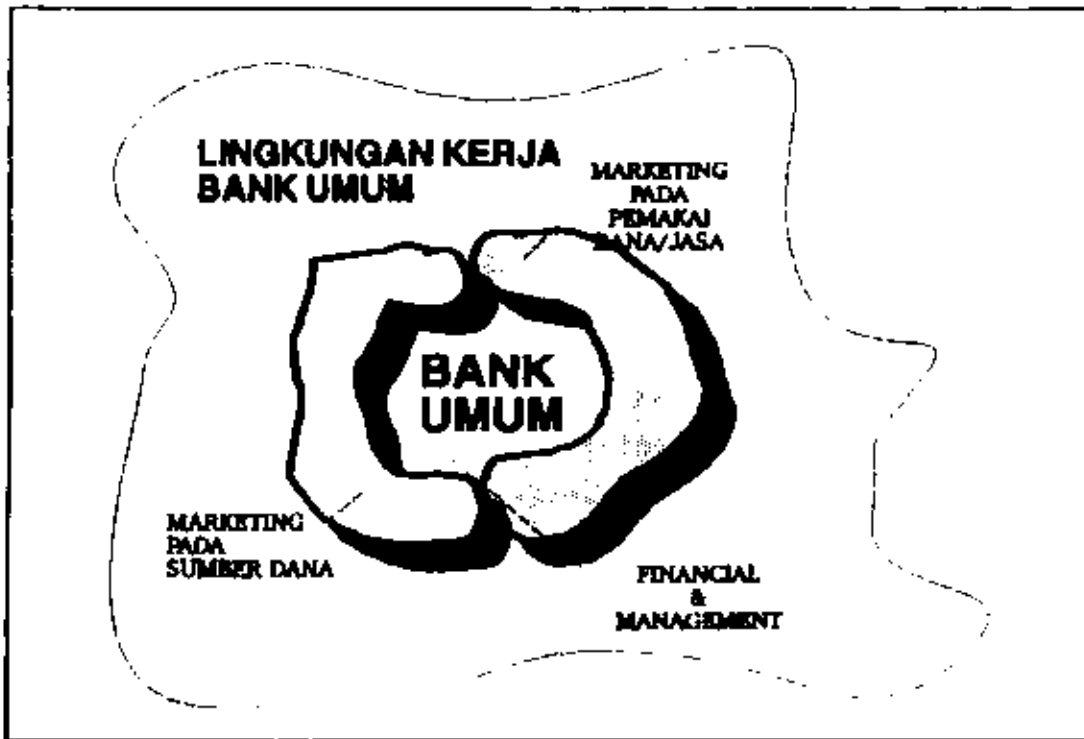 LINGKUNGAN KERJA
BANK UMUM
MARKETING
PADA
PEMAKAI
DANA/JASA
BANK
UMUM
MARKETING
PADA
SUMBER DANA
FINANCIAL
&
MANAGEMENT